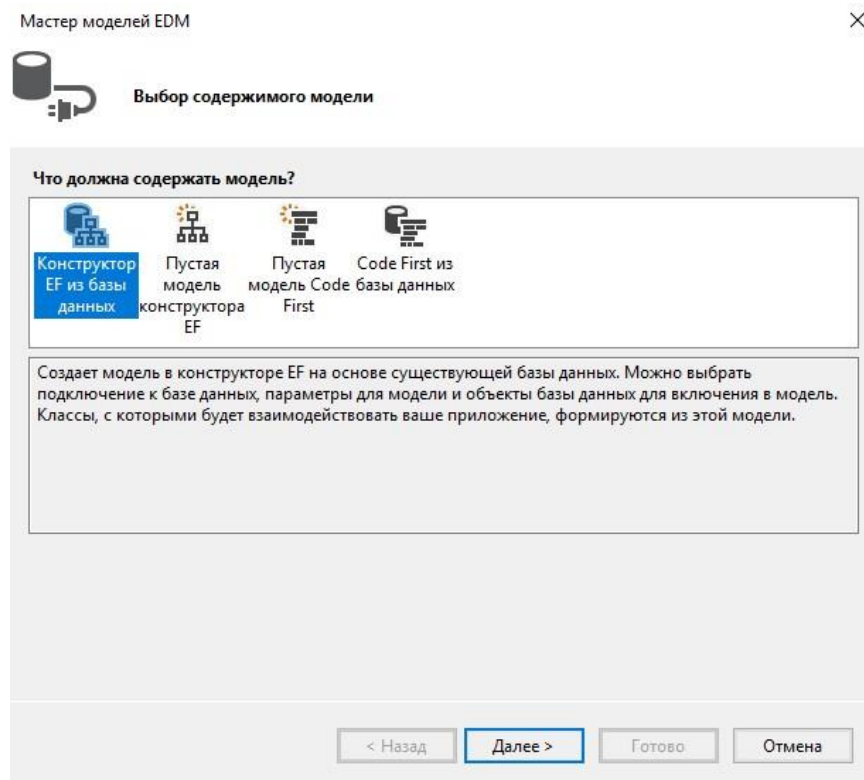 Мастер моделей EDM
Выбор содержимого модели
Что должна содержать модель?
Конструктор
EF из базы
данных
Пустая
модель
конструктора
EF
Пустая
модель Code
First
Code First из
базы данных
Создает модель в конструкторе EF на основе существующей базы данных. Можно выбрать
подключение к базе данных, параметры для модели и объекты базы данных для включения в модель.
Классы, с которыми будет взаимодействовать ваше приложение, формируются из этой модели.
< Назад
Далее >
Готово
Отмена